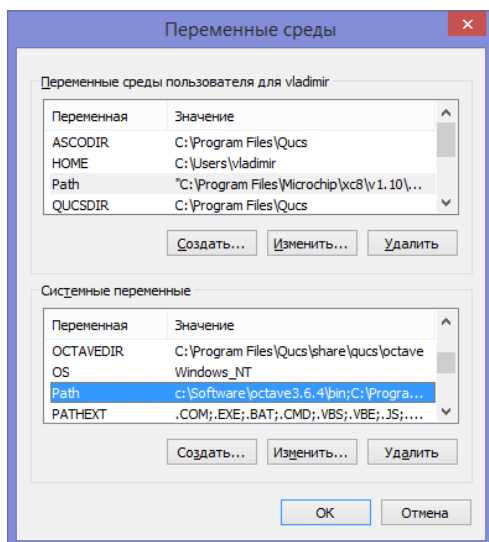 Переменные среды
Переменные среды пользователя для vladimir
Переменная Значение
ASCODIR C:\Program Files\Qucs
HOME C:\Users\vladimir
Path "C:\Program Files\Microchip\xc8\v1.10\...
QUCSDIR C:\Program Files\Qucs
Создать... Изменить... Удалить
Системные переменные
Переменная Значение
OCTAVEDIR C:\Program Files\Qucs\share\qucs\octave
OS Windows_NT
Path c:\Software\octave3.6.4\bin;C:\Progra...
PATHEXT .COM;.EXE;.BAT;.CMD;.VBS;.VBE;.JS;....
Создать... Изменить... Удалить
OK Отмена